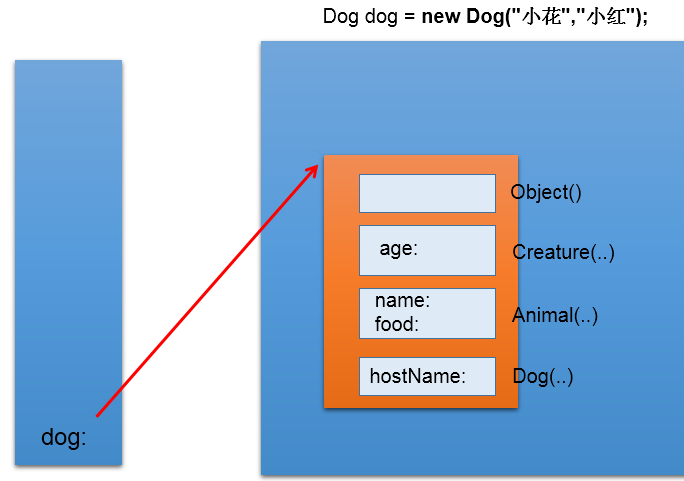 Dog dog = new Dog("小花","小红");
Object()
age:
Creature(..)
name:
food:
Animal(..)
hostName:
Dog(..)
dog: